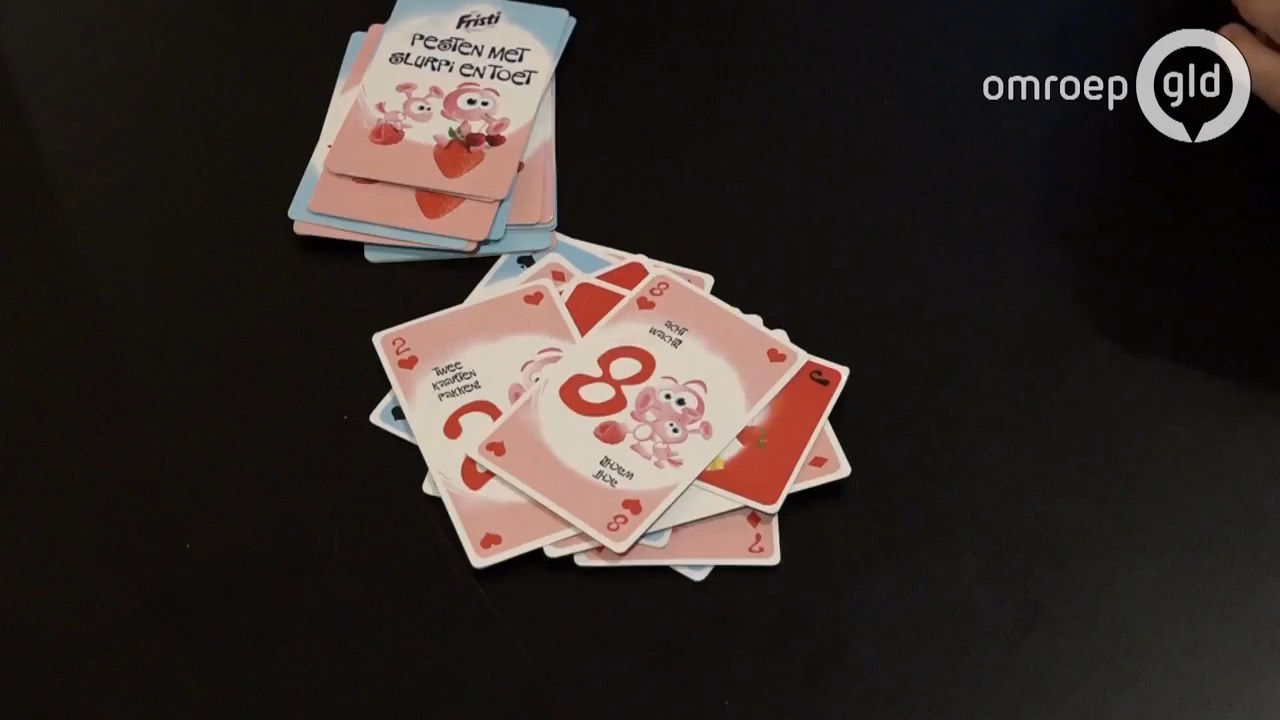 Fristi
PESTEN MET
SLURPI EN TOET
omroep gld
8
ACHT
WACHT!
8
ACHT
WACHT!
8
2
TWEE
KAARTEN
PAKKEN!
2
J
7